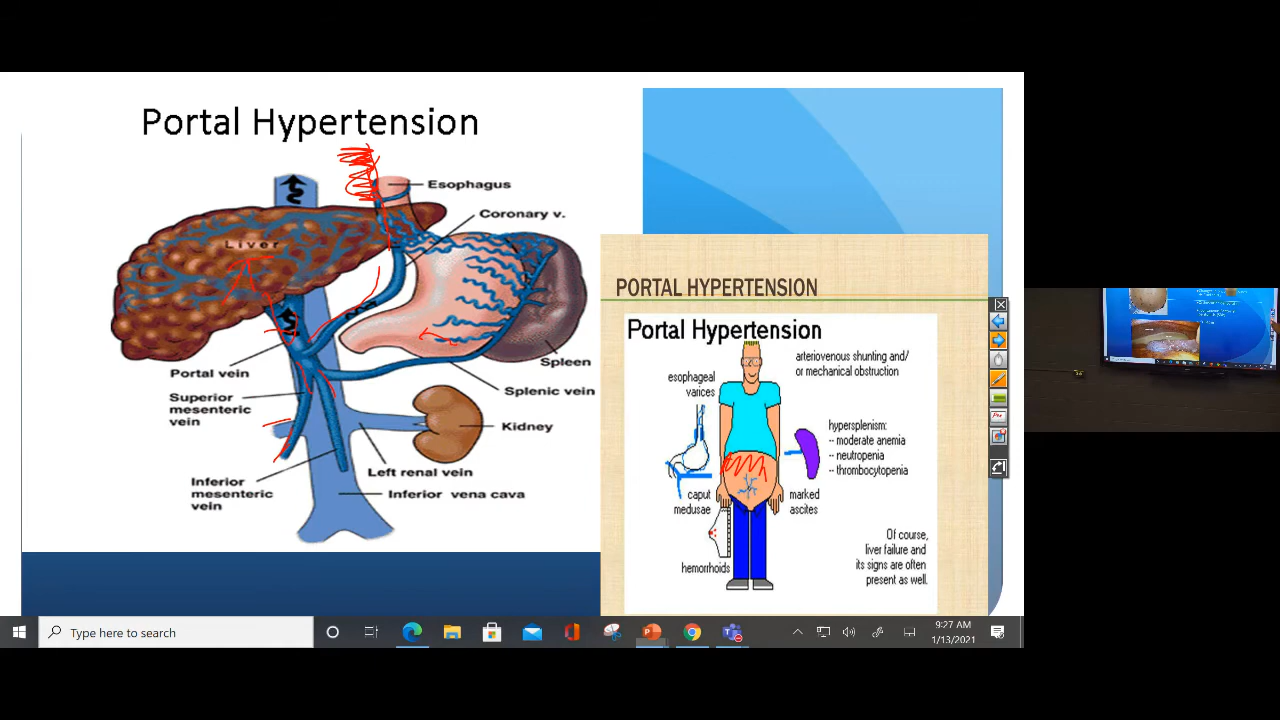 Portal Hypertension
Esophagus
Coronary v.
Liver
Spleen
Portal vein
Splenic vein
Superior
mesenteric
vein
Kidney
Left renal vein
Inferior
mesenteric
vein
Inferior vena cava
PORTAL HYPERTENSION
Portal Hypertension
arteriovenous shunting and/
or mechanical obstruction
esophageal
varices
hypersplenism:
-- moderate anemia
-- neutropenia
-- thrombocytopenia
caput
medusae
marked
ascites
hemorrhoids
Of course,
liver failure and
its signs are often
present as well.
Type here to search
9:27 AM
1/13/2021